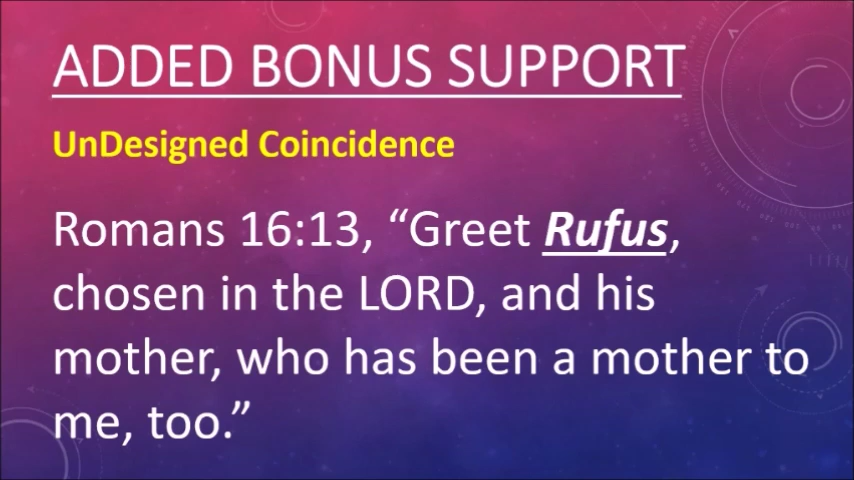 ADDED BONUS SUPPORT
UnDesigned Coincidence
Romans 16:13, “Greet Rufus,
chosen in the LORD, and his
mother, who has been a mother to
me, too.”